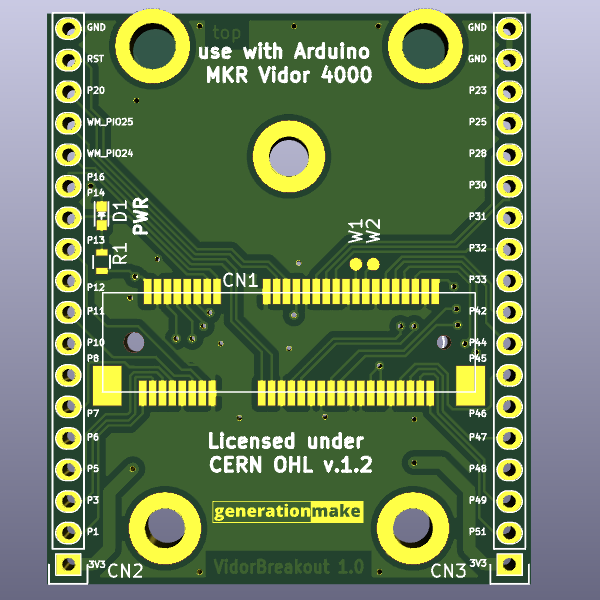 top
use with Arduino
MKR Vidor 4000
GND
RST
P20
WM_PIO25
WM_PIO24
P16
P14
P13
P12
P11
P10
P8
P7
P6
P5
P3
P1
3V3
CN2
D1
PWR
R1
W1
W2
CN1
GND
GND
P23
P25
P28
P30
P31
P32
P33
P42
P44
P45
P46
P47
P48
P49
P51
3V3
CN3
Licensed under
CERN OHL v.1.2
generationmake
VidorBreakout 1.0